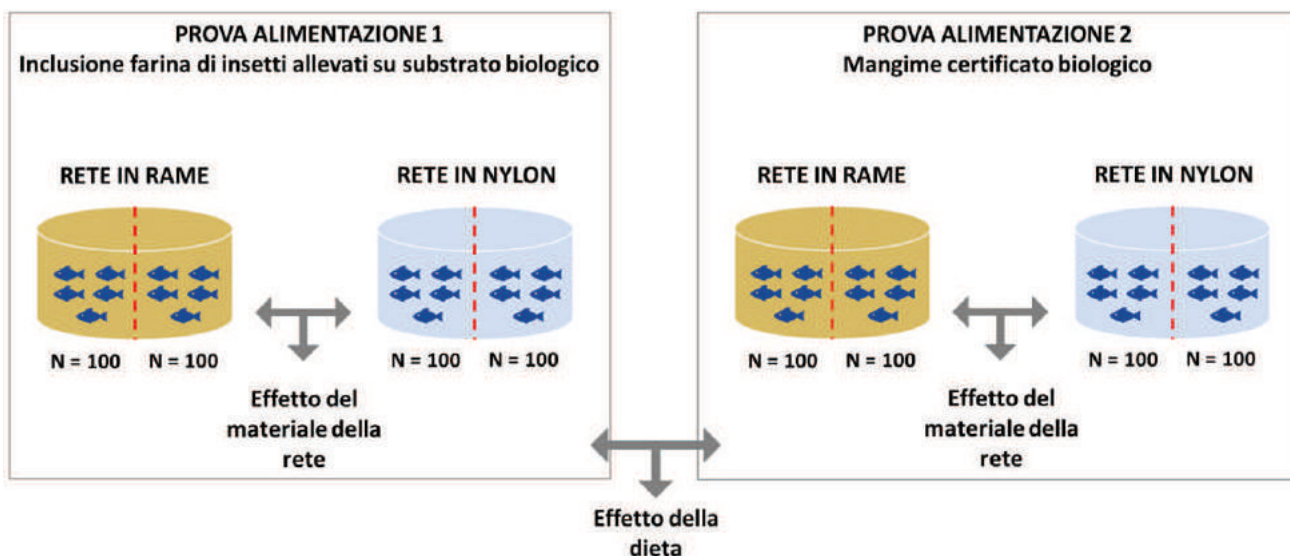 PROVA ALIMENTAZIONE 1
Inclusione farina di insetti allevati su substrato biologico
RETE IN RAME
RETE IN NYLON
N = 100
N = 100
N = 100
N = 100
Effetto del
materiale della
rete
PROVA ALIMENTAZIONE 2
Mangime certificato biologico
RETE IN RAME
RETE IN NYLON
N = 100
N = 100
N = 100
N = 100
Effetto del
materiale della
rete
Effetto della
dieta